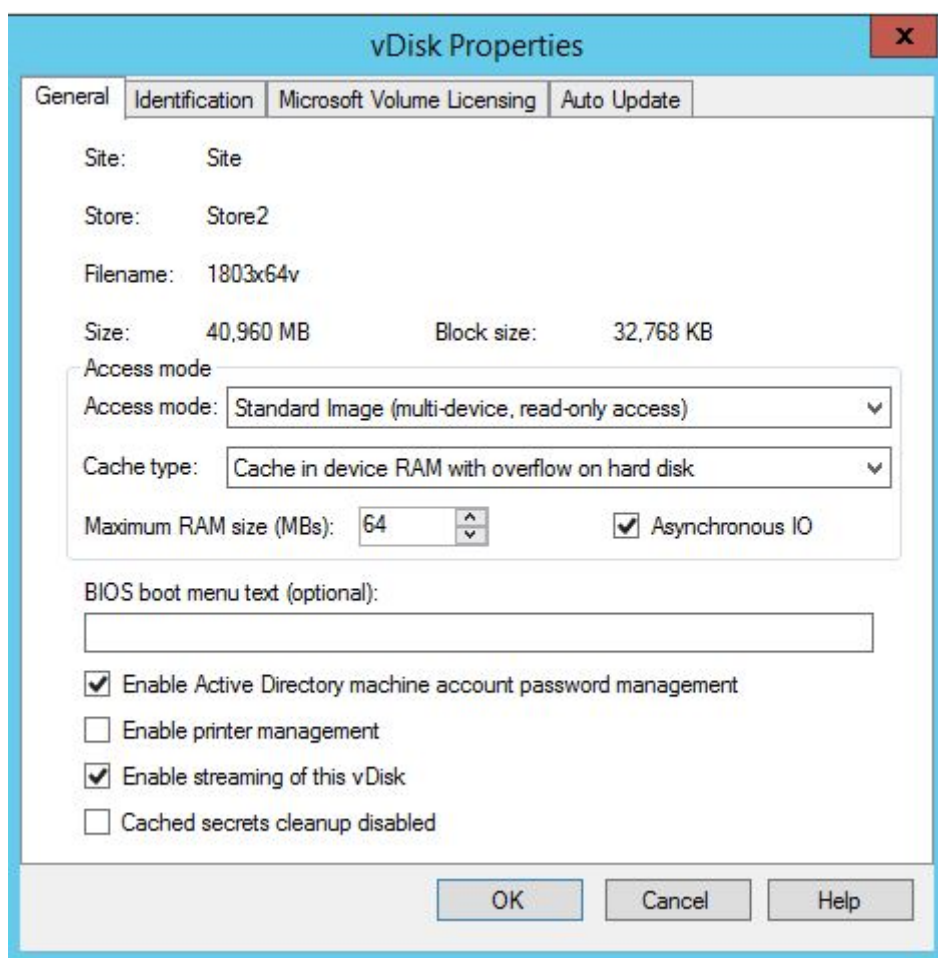 vDisk Properties
x
General Identification Microsoft Volume Licensing Auto Update
Site: Site
Store: Store2
Filename: 1803x64v
Size: 40,960 MB Block size: 32,768 KB
Access mode
Access mode: Standard Image (multi-device, read-only access)
Cache type: Cache in device RAM with overflow on hard disk
Maximum RAM size (MBs): 64 Asynchronous IO
BIOS boot menu text (optional):
Enable Active Directory machine account password management
Enable printer management
Enable streaming of this vDisk
Cached secrets cleanup disabled
OK Cancel Help